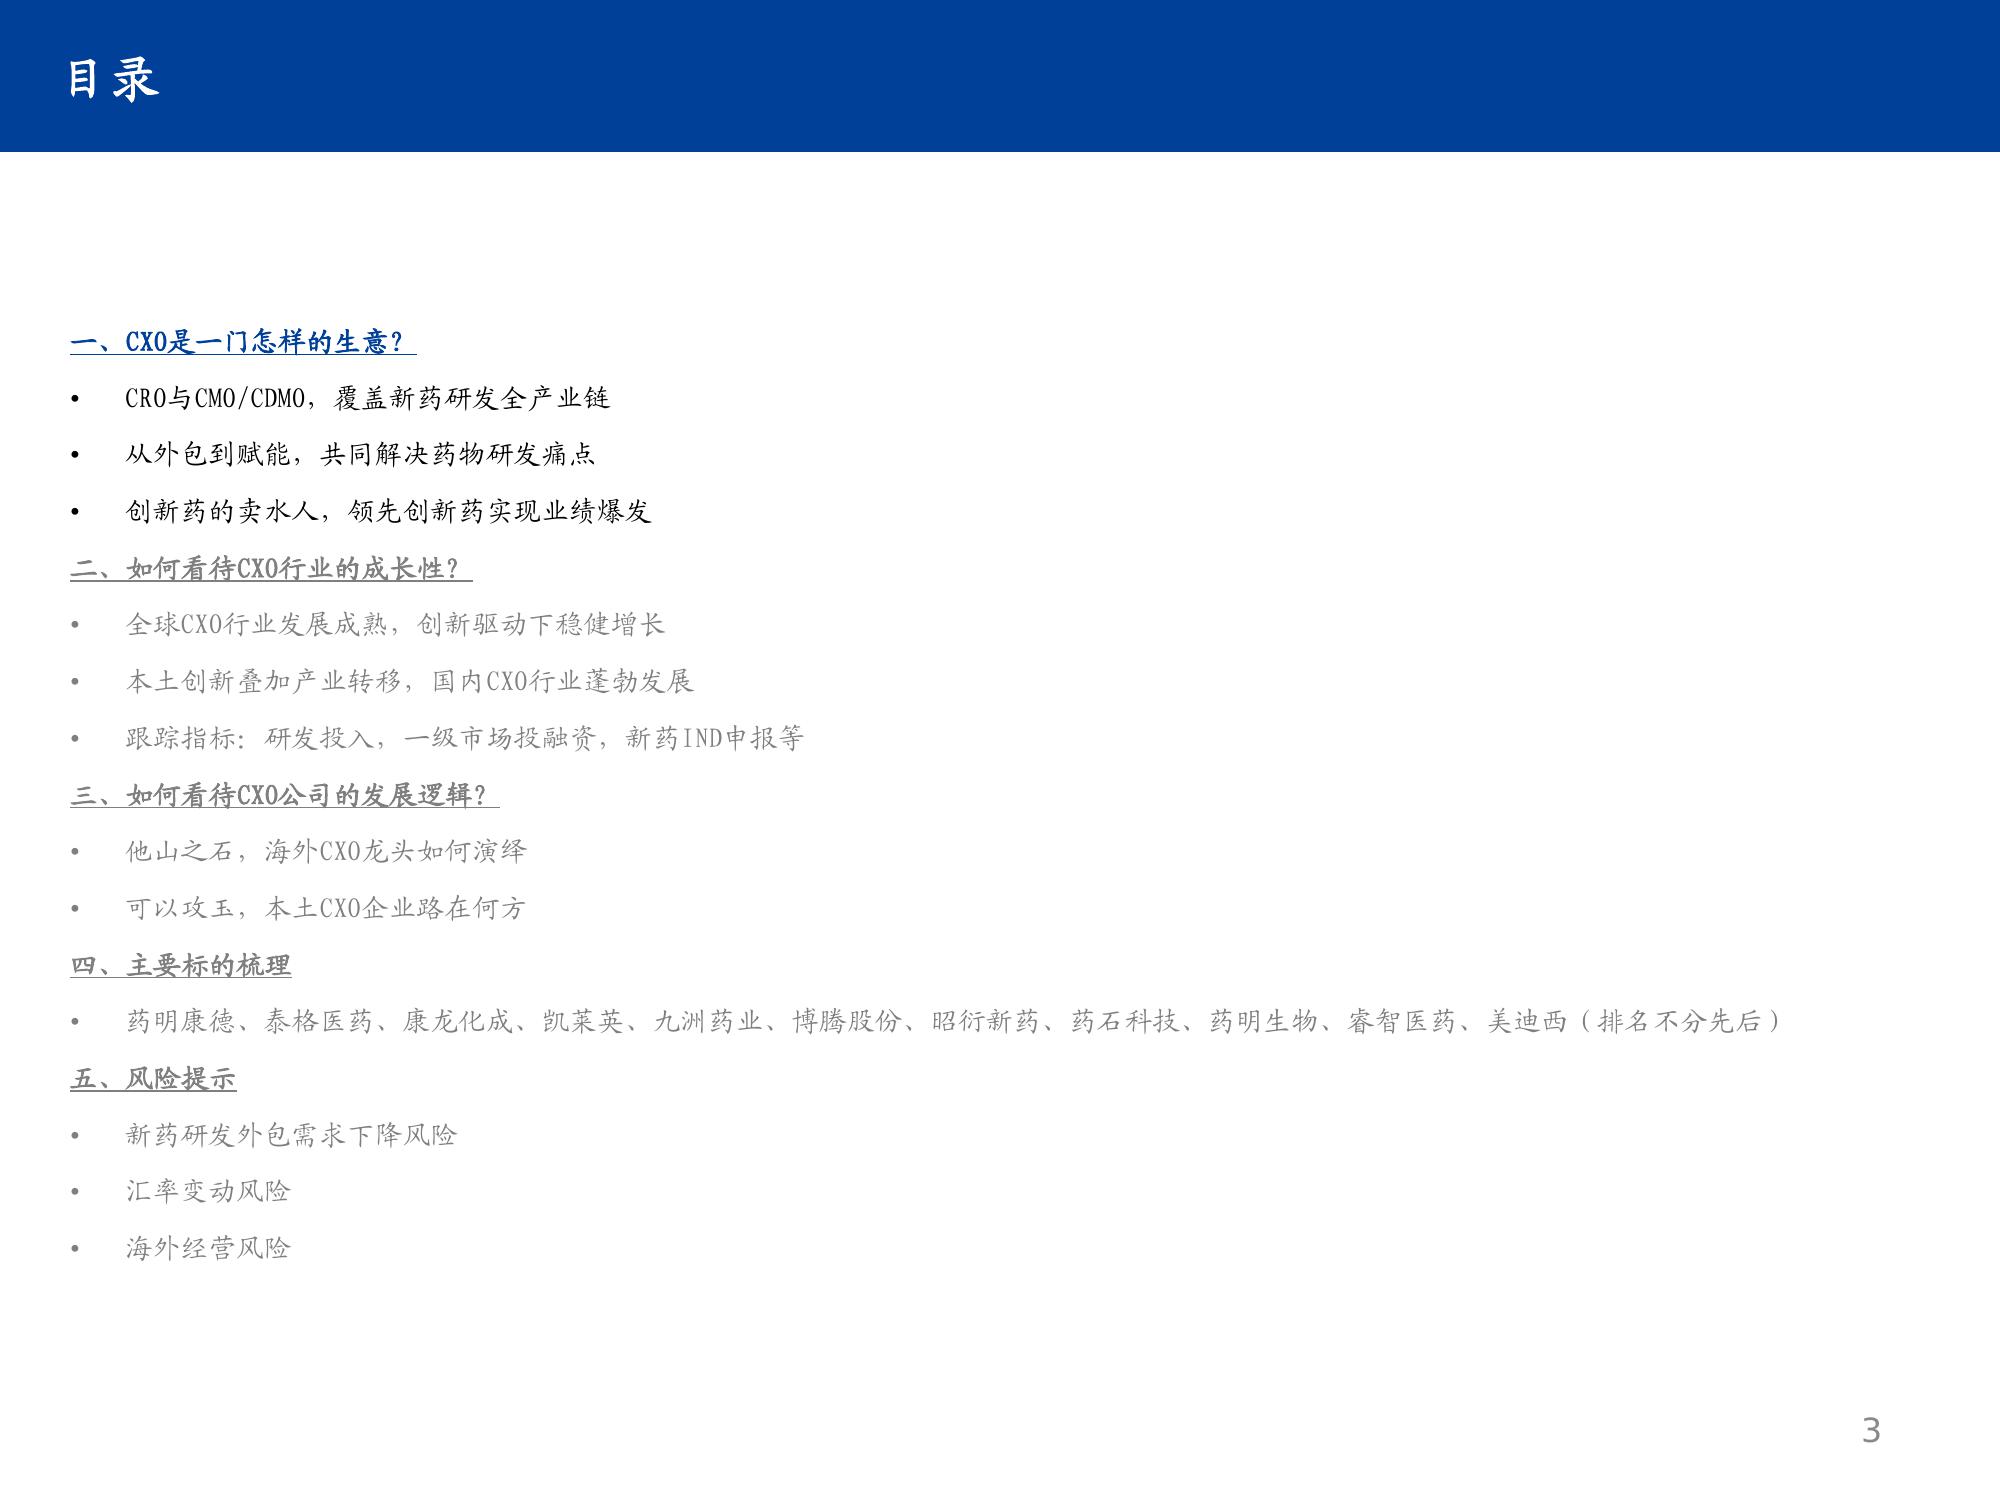 目录
一、CXO是一门怎样的生意？
• CRO与CMO/CDMO，覆盖新药研发全产业链
• 从外包到赋能，共同解决药物研发痛点
• 创新药的卖水人，领先创新药实现业绩爆发
二、如何看待CXO行业的成长性？
• 全球CXO行业发展成熟，创新驱动下稳健增长
• 本土创新叠加产业转移，国内CXO行业蓬勃发展
• 跟踪指标：研发投入，一级市场投融资，新药IND申报等
三、如何看待CXO公司的发展逻辑？
• 他山之石，海外CXO龙头如何演绎
• 可以攻玉，本土CXO企业路在何方
四、主要标的梳理
• 药明康德、泰格医药、康龙化成、凯莱英、九洲药业、博腾股份、昭衍新药、药石科技、药明生物、睿智医药、美迪西（排名不分先后）
五、风险提示
• 新药研发外包需求下降风险
• 汇率变动风险
• 海外经营风险
3